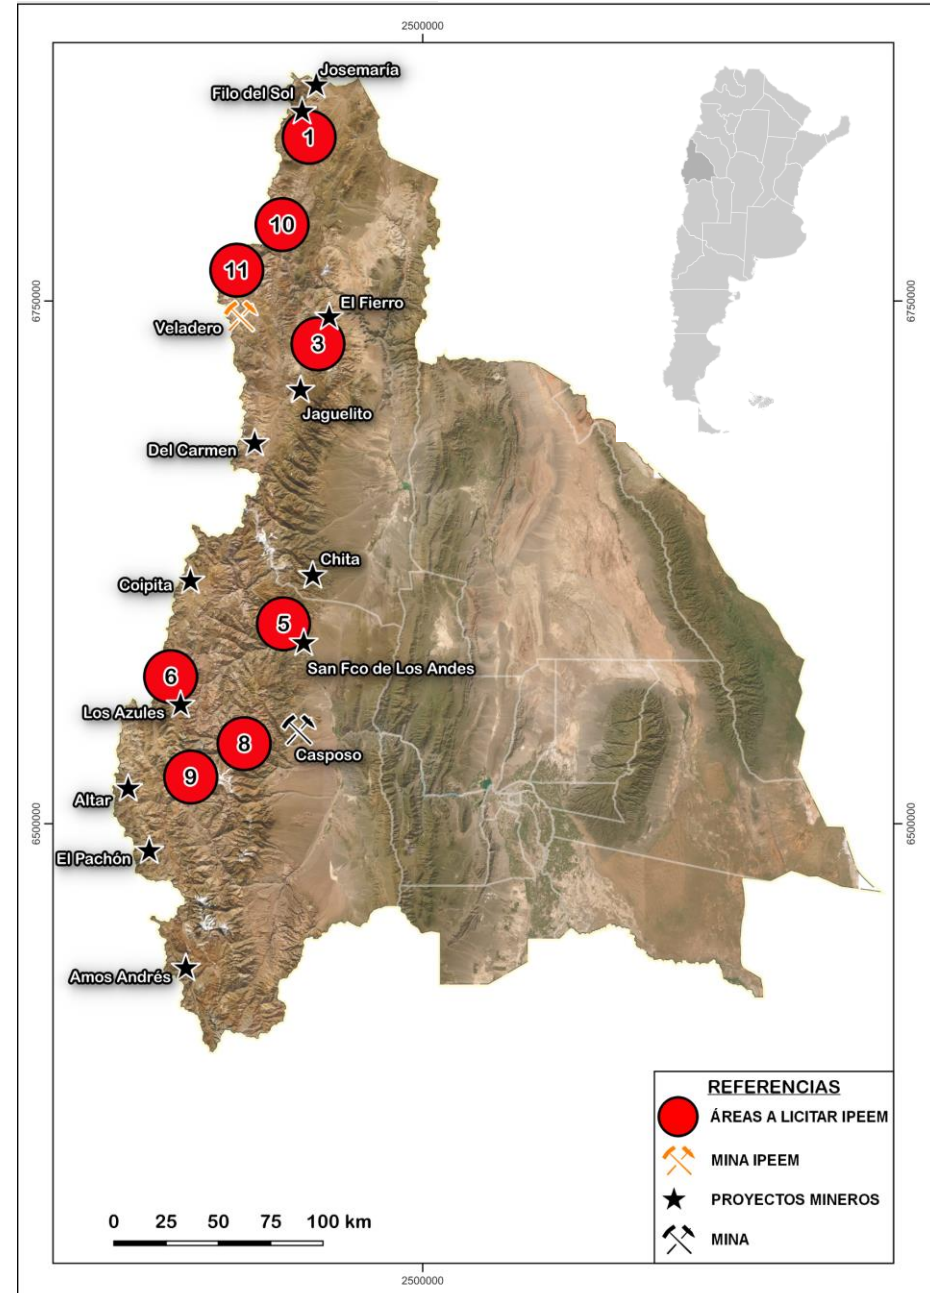 2500000
Josemaría
Filo del Sol
1
10
11
6750000
6750000
El Fierro
Veladero
3
Jaguelito
Del Carmen
Chita
Coipita
5
San Fco de Los Andes
6
Los Azules
8
Casposo
9
Altar
6500000
6500000
El Pachón
Amos Andrés
REFERENCIAS
ÁREAS A LICITAR IPEEM
MINA IPEEM
PROYECTOS MINEROS
MINA
0 25 50 75 100 km
2500000